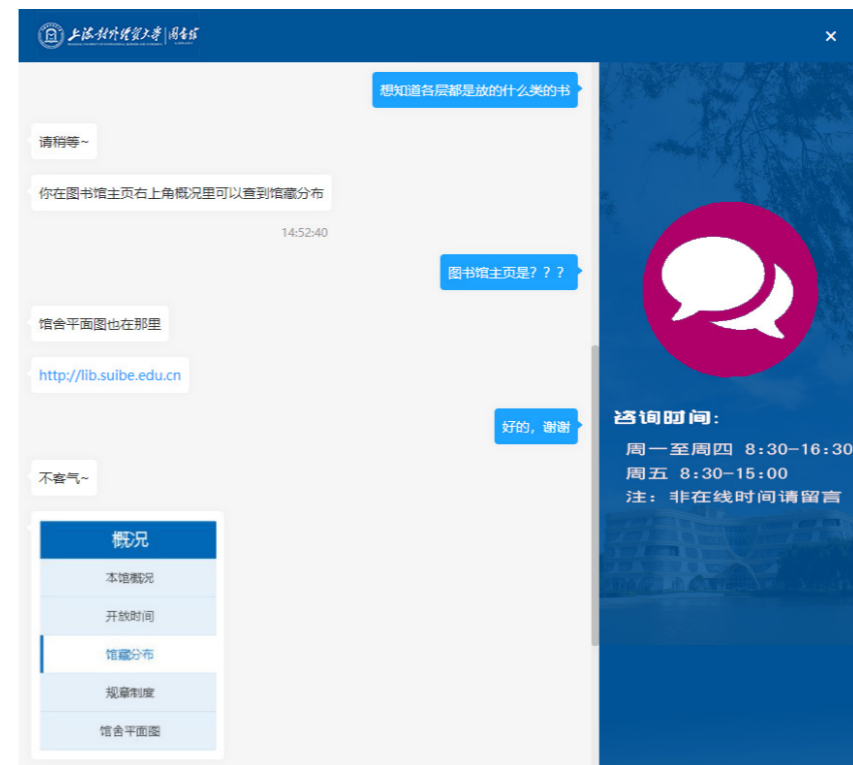 上海对外经贸大学|图书馆
×
想知道各层都是放的什么类的书
请稍等~
你在图书馆主页右上角概况里可以查到馆藏分布
14:52:40
图书馆主页是？？？
馆舍平面图也在那里
http://lib.suibe.edu.cn
好的，谢谢
不客气~
概况
本馆概况
开放时间
馆藏分布
规章制度
馆舍平面图
咨询时间:
周一至周四 8:30-16:30
周五 8:30-15:00
注：非在线时间请留言